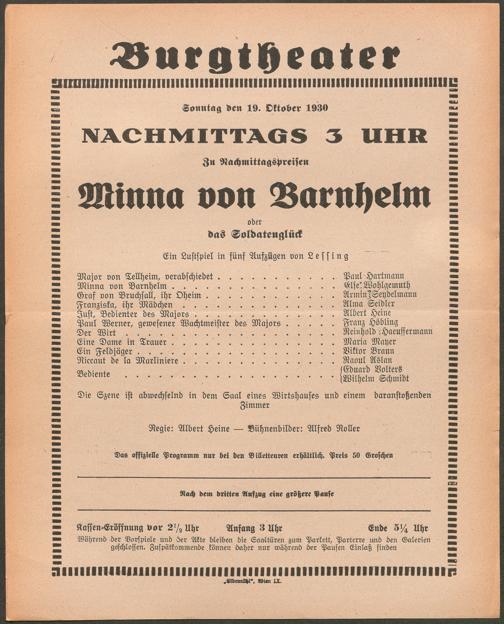 Burgtheater
Sonntag den 19. Oktober 1930
NACHMITTAGS 3 UHR
Zu Nachmittagspreisen
Minna von Barnhelm
oder
das Soldatenglück
Ein Lustspiel in fünf Aufzügen von Lessing
Major von Tellheim, verabschiedet . . . . . . . . . . . Paul Hartmann
Minna von Barnhelm . . . . . . . . . . . . . . . Else Wohlgemuth
Graf von Bruchsall, ihr Oheim . . . . . . . . . . . . Armin Seydelmann
Franziska, ihr Mädchen . . . . . . . . . . . . . . Alma Seidler
Just, Bedienter des Majors . . . . . . . . . . . . . Albert Heine
Paul Werner, gewesener Wachtmeister des Majors . . . . . . . Franz Höbling
Der Wirt . . . . . . . . . . . . . . . . . . Reinhold Haeussermann
Eine Dame in Trauer . . . . . . . . . . . . . . . Maria Mayer
Ein Feldjäger . . . . . . . . . . . . . . . . . Viktor Braun
Riccaut de la Marliniere . . . . . . . . . . . . . . Raoul Aslan
Bediente . . . . . . . . . . . . . . . . . . {Eduard Volters
{Wilhelm Schmidt
Die Szene ist abwechselnd in dem Saal eines Wirtshauses und einem daranstoßenden
Zimmer
Regie: Albert Heine — Bühnenbilder: Alfred Roller
Das offizielle Programm nur bei den Billetteuren erhältlich. Preis 50 Groschen
Nach dem dritten Aufzug eine größere Pause
Kassen-Eröffnung vor 2½ Uhr Anfang 3 Uhr Ende 5¼ Uhr
Während der Vorspiele und der Akte bleiben die Saaltüren zum Parkett, Parterre und den Galerien
geschlossen. Zuspätkommende können daher nur während der Pausen Einlaß finden
„Elbemühl", Wien IX.